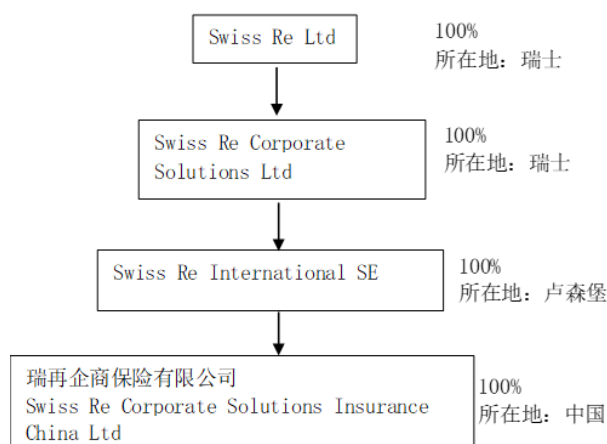 Swiss Re Ltd
100%
所在地：瑞士
Swiss Re Corporate
Solutions Ltd
100%
所在地：瑞士
Swiss Re International SE
100%
所在地：卢森堡
瑞再企商保险有限公司
Swiss Re Corporate Solutions Insurance
China Ltd
100%
所在地：中国